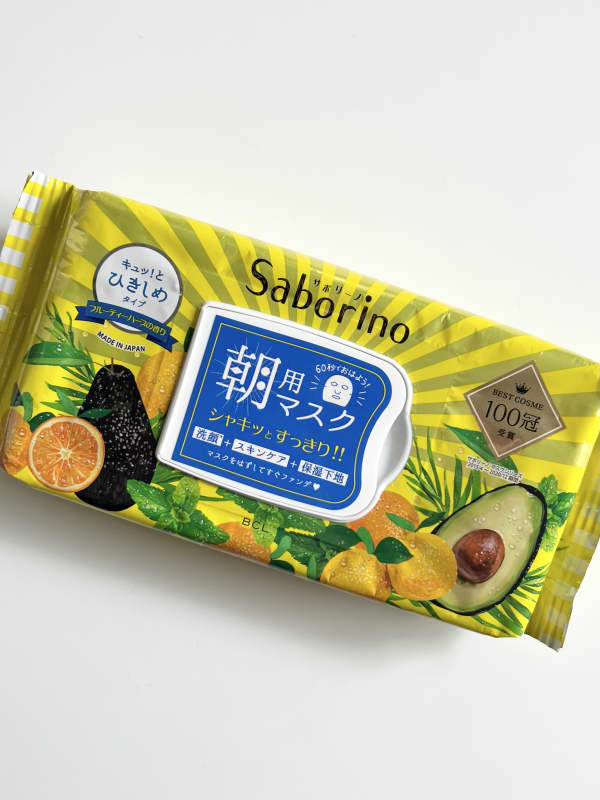 サボリーノ
Saborino
キュッ!と
ひきしめ
タイプ
フルーティーハーブの香り
MADE IN JAPAN
60秒でおはよう!
朝用マスク
シャキッとすっきり!!
洗顔*+スキンケア+保湿下地
マスクをはずしてすぐファンデ♥
BEST COSME
100冠
受賞
BCL